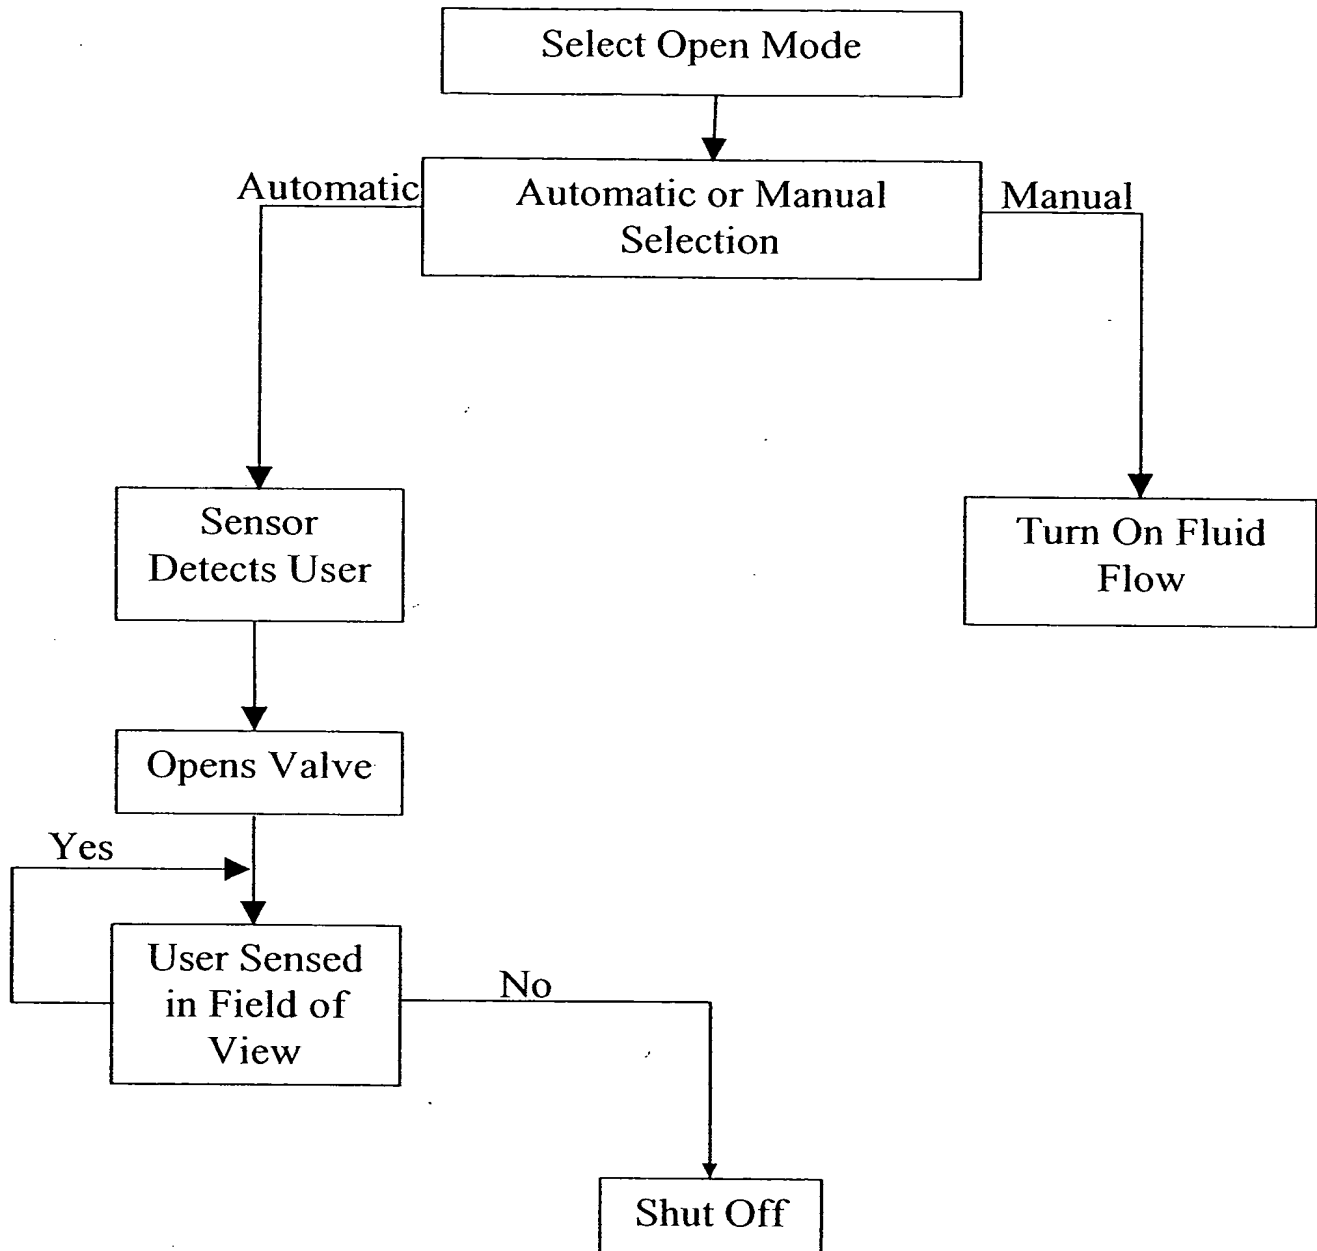 Select Open Mode
Automatic
Automatic or Manual
Selection
Manual
Sensor
Detects User
Turn On Fluid
Flow
Opens Valve
Yes
User Sensed
in Field of
View
No
Shut Off